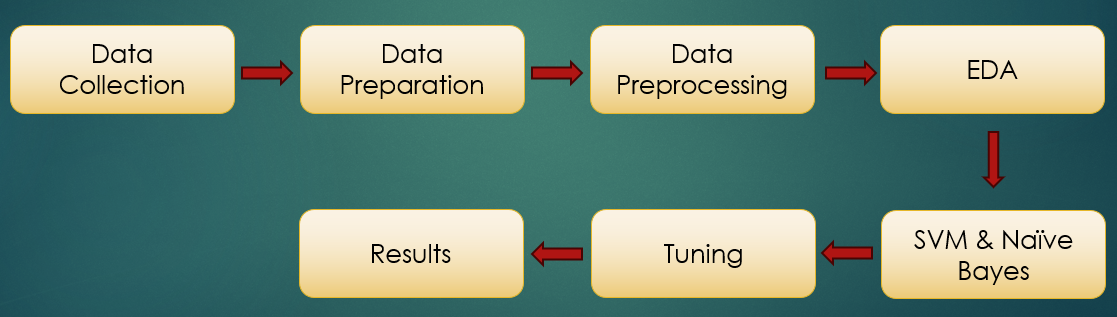 Data
Collection
Data
Preparation
Data
Preprocessing
EDA
SVM & Naïve
Bayes
Tuning
Results